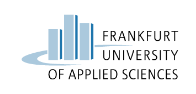 FRANKFURT
UNIVERSITY
OF APPLIED SCIENCES